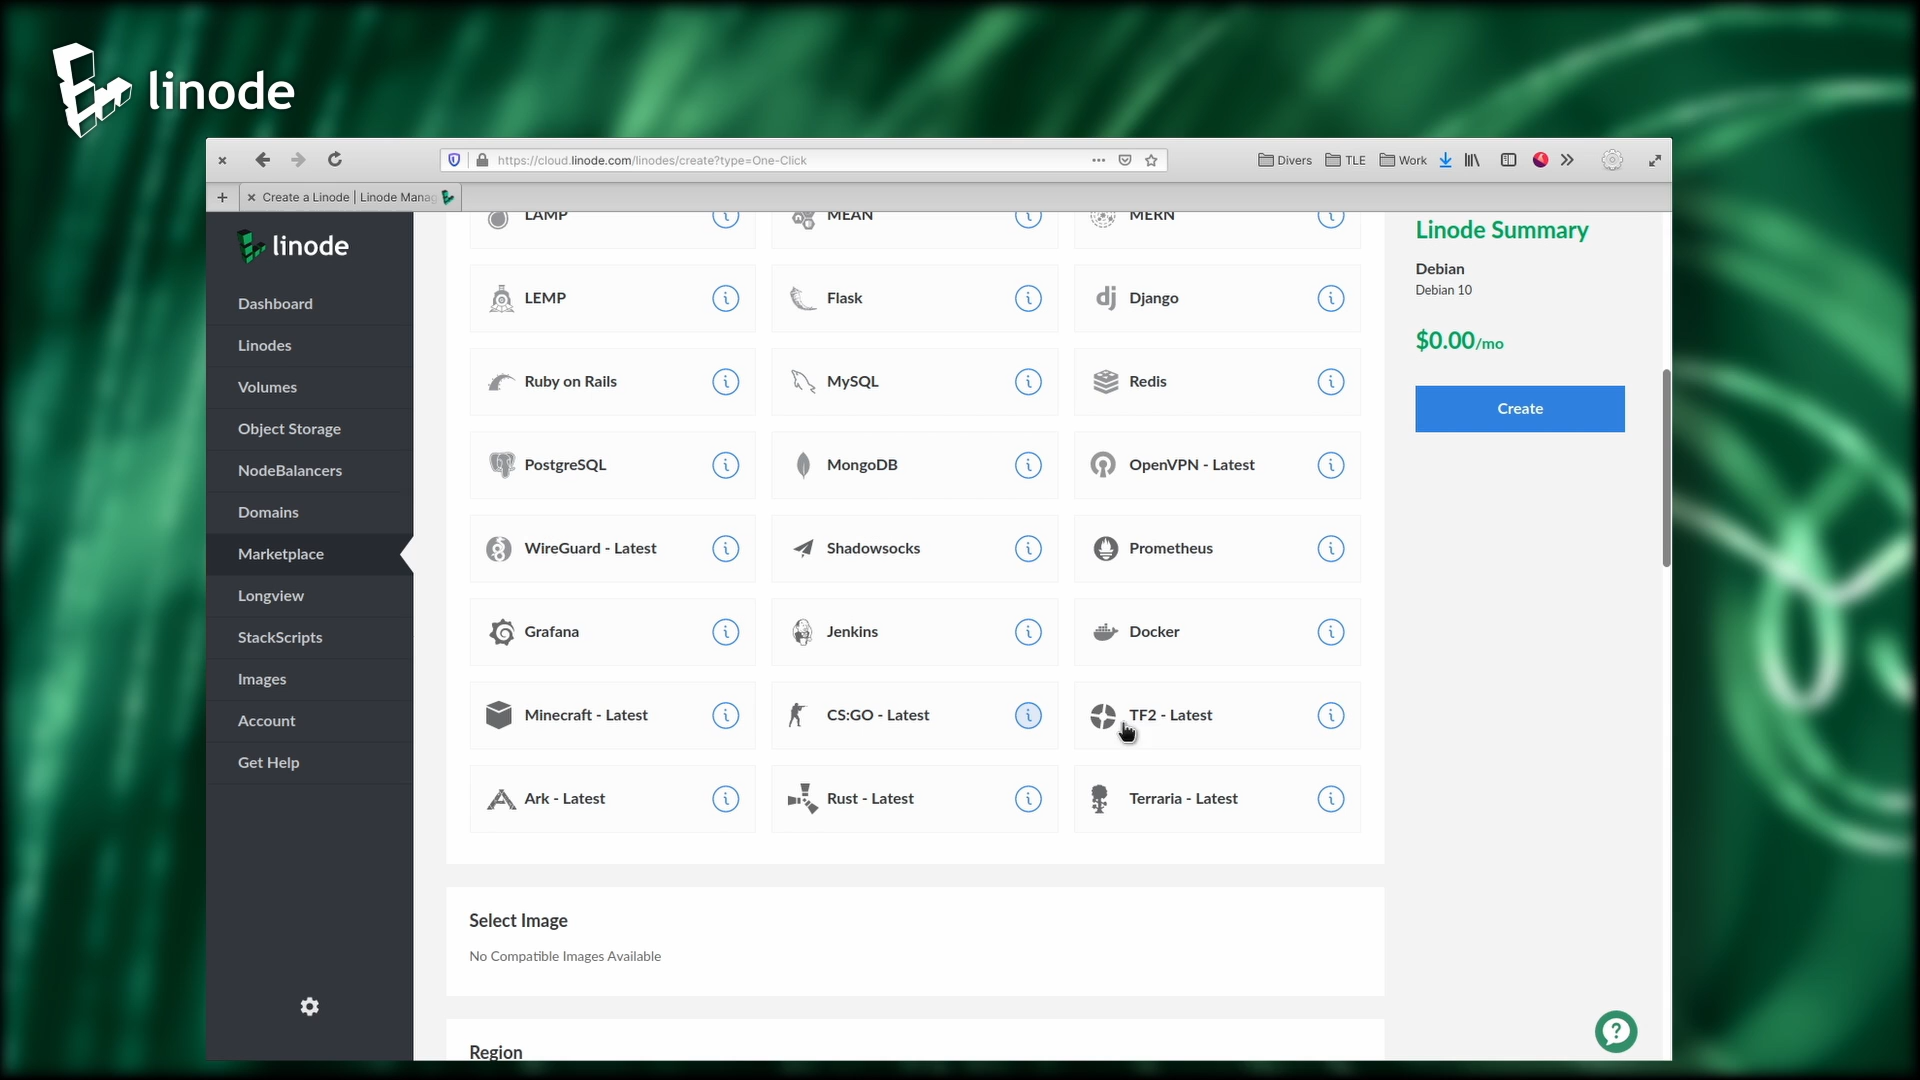 linode
https://cloud.linode.com/linodes/create?type=One-Click
Divers
TLE
Work
Create a Linode | Linode Manag
linode
Dashboard
Linodes
Volumes
Object Storage
NodeBalancers
Domains
Marketplace
Longview
StackScripts
Images
Account
Get Help
LAMP
MEAN
MERN
LEMP
Flask
dj Django
Ruby on Rails
MySQL
Redis
PostgreSQL
MongoDB
OpenVPN - Latest
WireGuard - Latest
Shadowsocks
Prometheus
Grafana
Jenkins
Docker
Minecraft - Latest
CS:GO - Latest
TF2 - Latest
Ark - Latest
Rust - Latest
Terraria - Latest
Select Image
No Compatible Images Available
Region
Linode Summary
Debian
Debian 10
$0.00/mo
Create